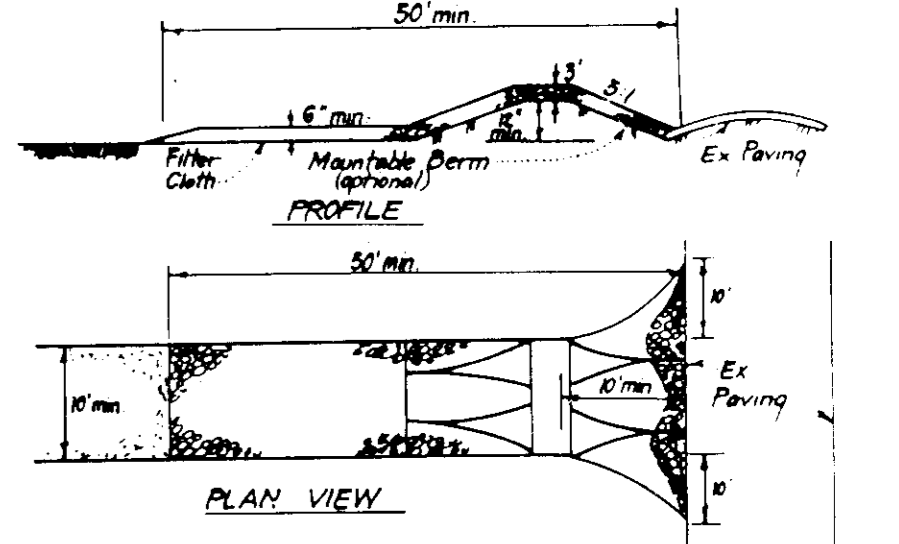 50' min.
3'
5:1
6" min.
12"
min
Filter
Cloth
Mountable Berm
(optional)
Ex Paving
PROFILE
50' min.
10'
10' min
10' min
Ex
Paving
10'
PLAN VIEW